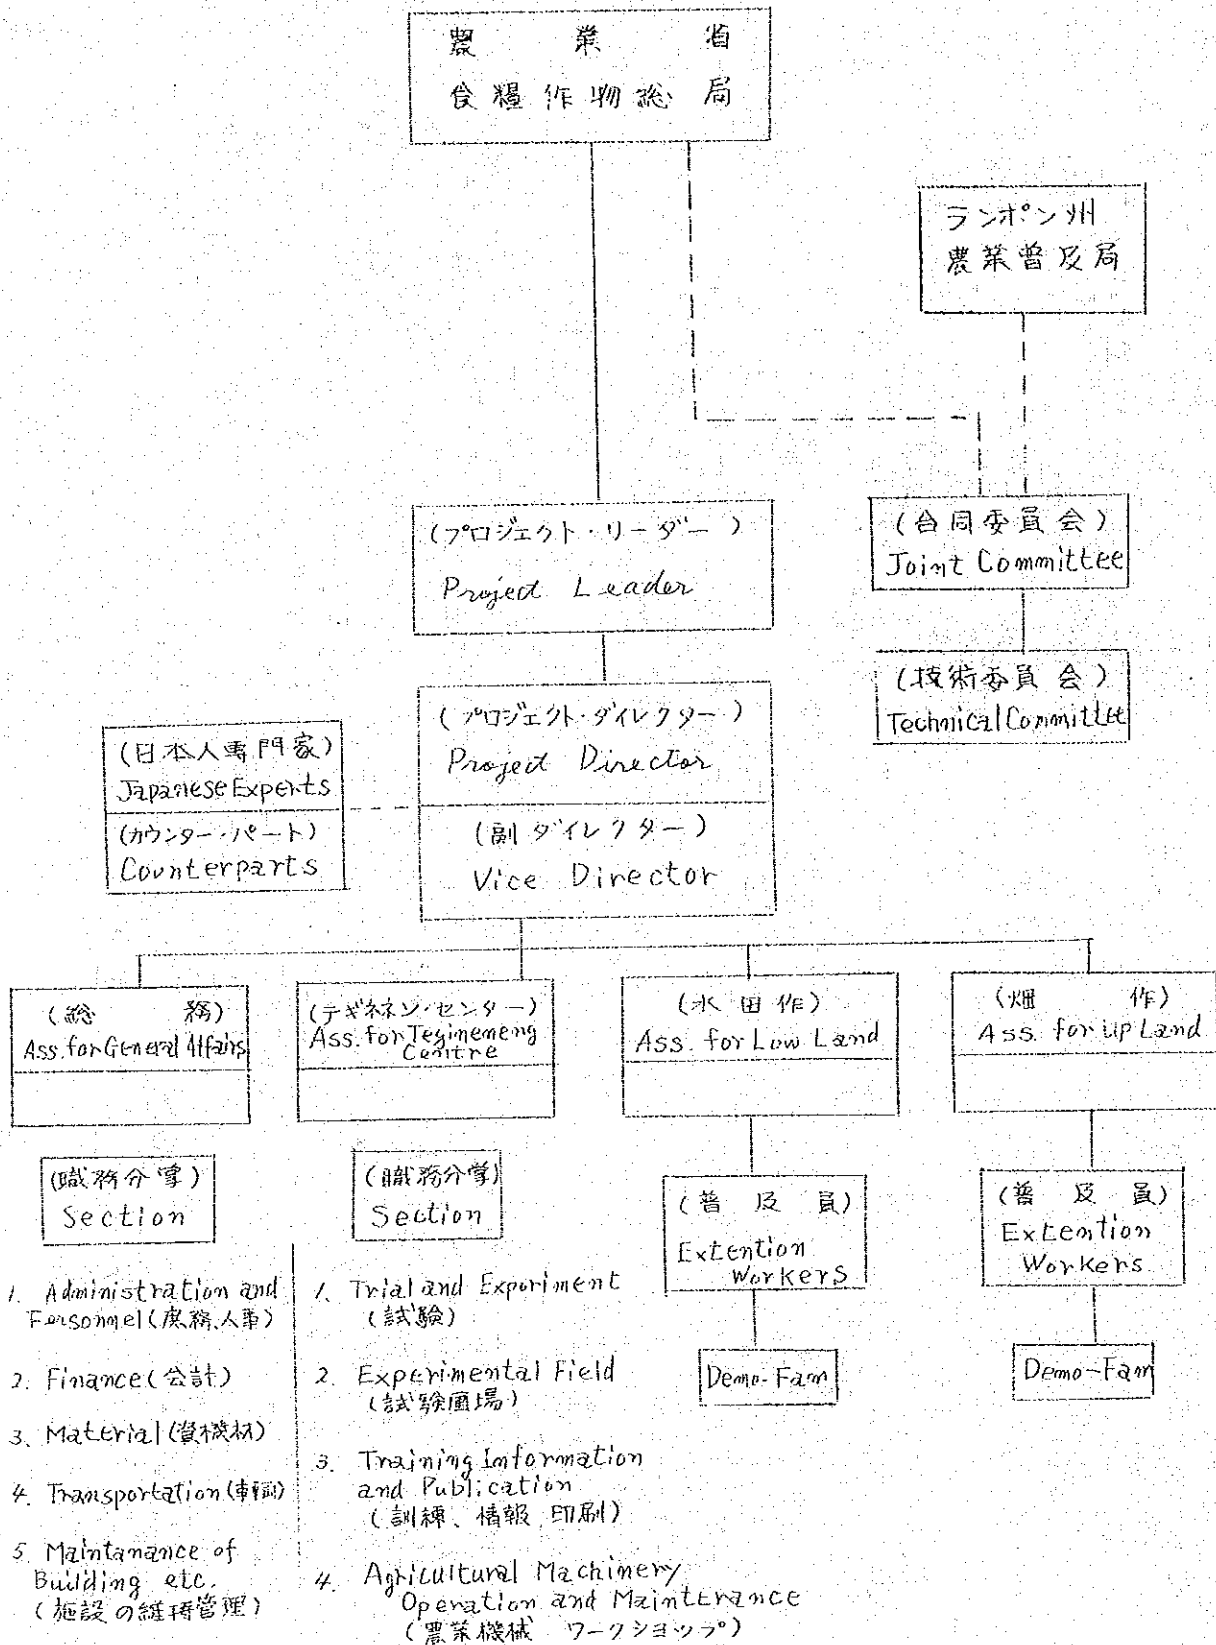 農業省
食糧作物総局
ランポン州
農業普及局
(プロジェクト・リーダー)
Project Leader
(合同委員会)
Joint Committee
(技術委員会)
Technical Committee
(プロジェクト・ダイレクター)
Project Director
(副ダイレクター)
Vice Director
(日本人専門家)
Japanese Experts
(カウンター・パート)
Counterparts
(総務)
Ass. for General Affairs
(テギネネン・センター)
Ass. for Tegimemeng
Centre
(水田作)
Ass. for Low Land
(畑作)
Ass. for Up Land
(職務分掌)
Section
(職務分掌)
Section
(普及員)
Extention
Workers
(普及員)
Extention
Workers
Demo-Fam
Demo-Fam
1. Administration and
Personnel (庶務、人事)
2. Finance (会計)
3. Material (資機材)
4. Transportation (車輌)
5 Maintanance of
Building etc.
(施設の維持管理)
1. Trial and Experiment
(試験)
2. Experimental Field
(試験圃場)
3. Training Information
and Publication
(訓練、情報、印刷)
4. Agricultural Machinery
Operation and Maintenance
(農業機械 ワークショップ)